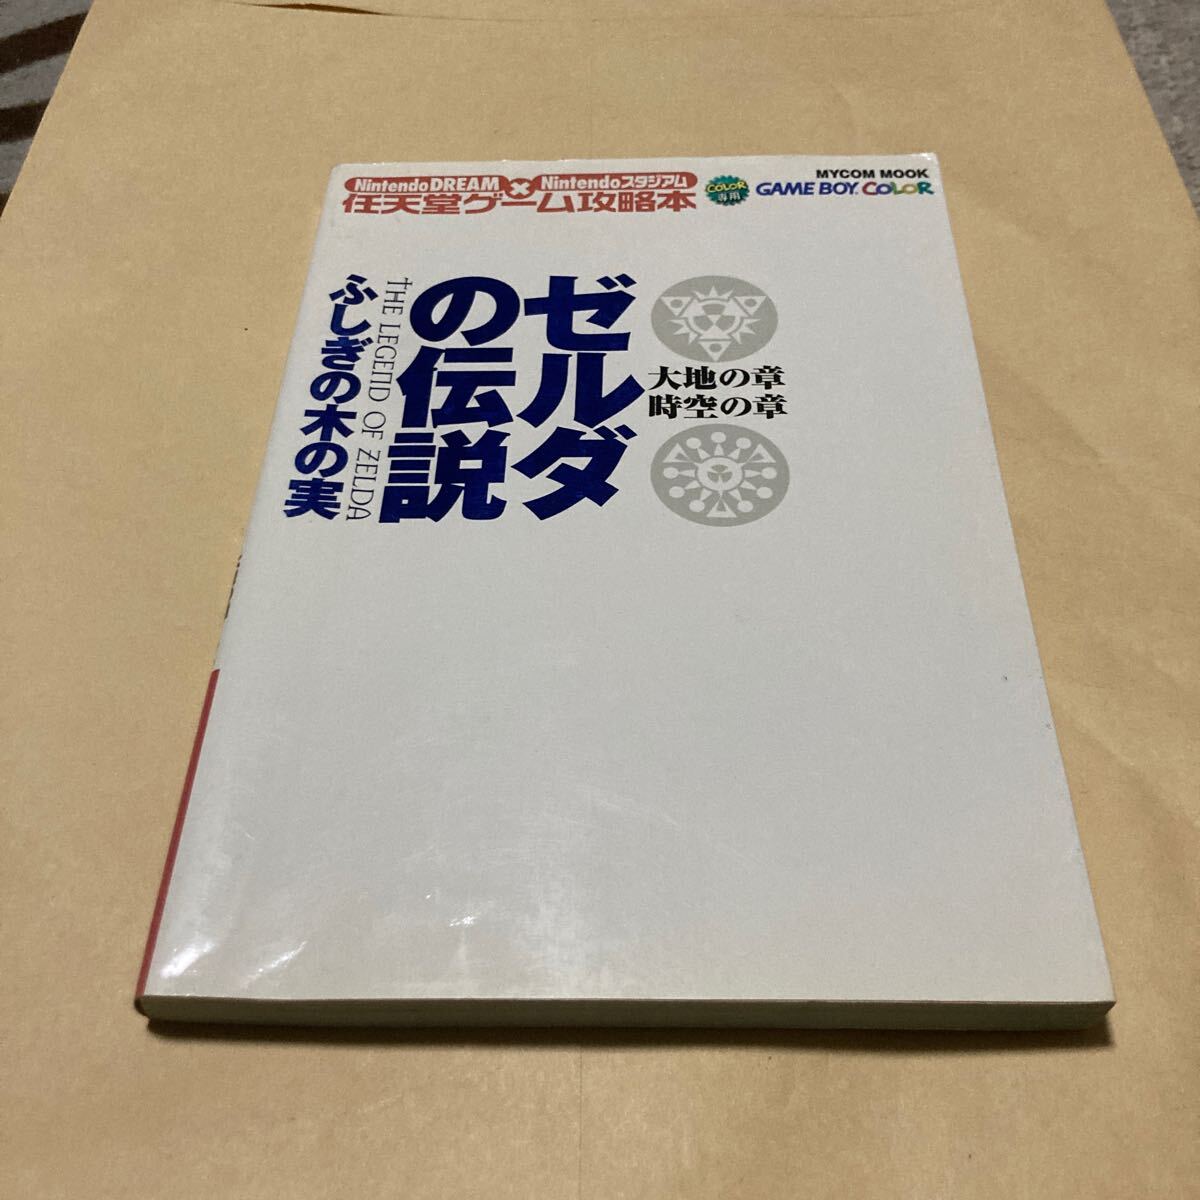 MYCOM MOOK
NintendoDREAM × Nintendoスタジアム
任天堂ゲーム攻略本
COLOR
専用
GAME BOY COLOR
ゼルダ
の伝説
THE LEGEND OF ZELDA
ふしぎの木の実
大地の章
時空の章